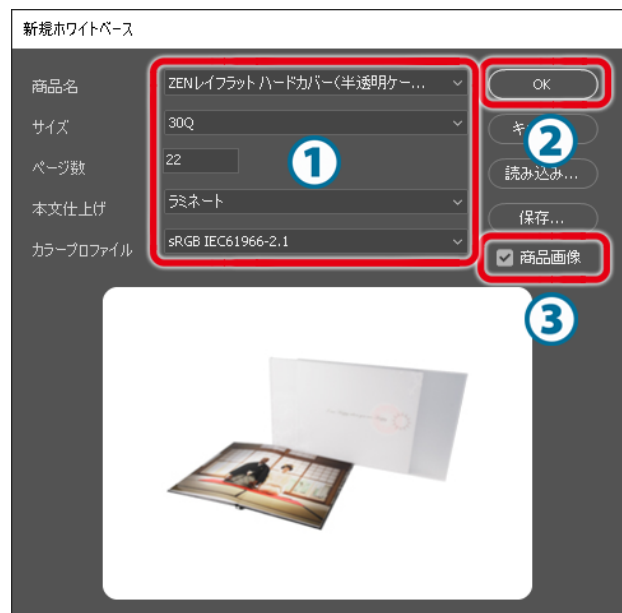 新規ホワイトベース
商品名
ZENレイフラット ハードカバー(半透明ケー...
OK
サイズ
30Q
キ
ページ数
22
1
2
読み込み...
本文仕上げ
ラミネート
保存...
カラープロファイル
sRGB IEC61966-2.1
商品画像
3